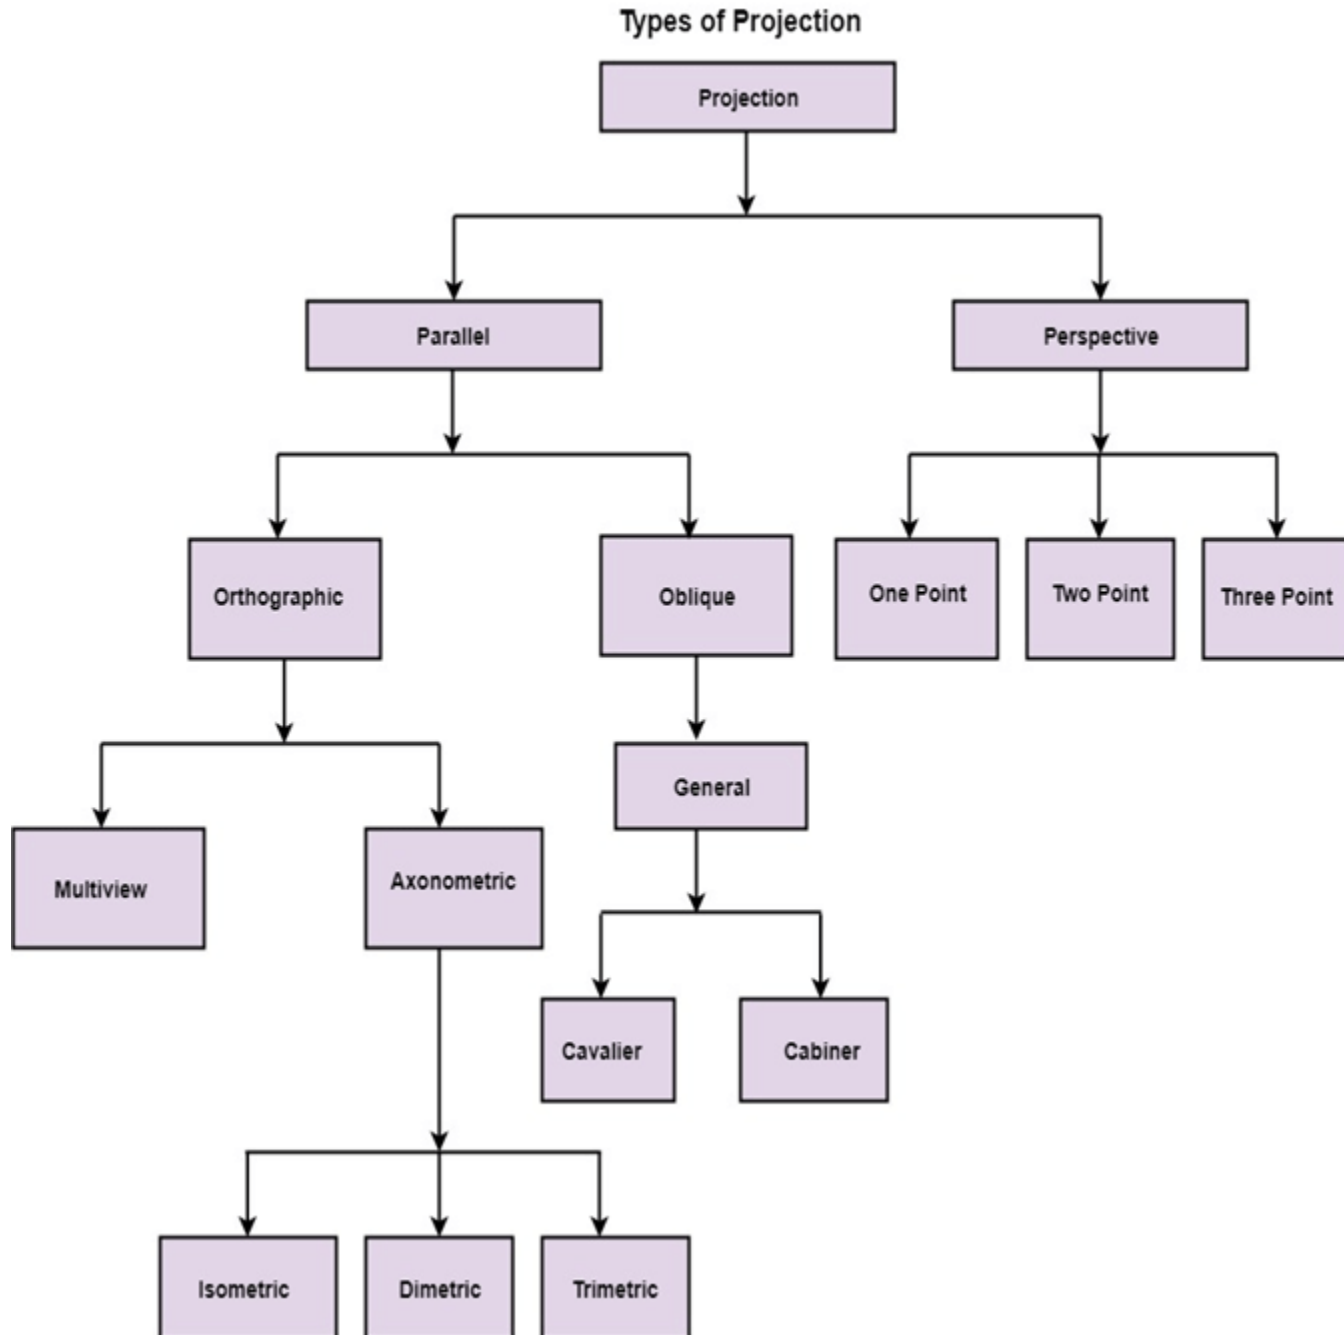 Types of Projection
Projection
Parallel
Perspective
Orthographic
Oblique
One Point
Two Point
Three Point
General
Multiview
Axonometric
Cavalier
Cabiner
Isometric
Dimetric
Trimetric